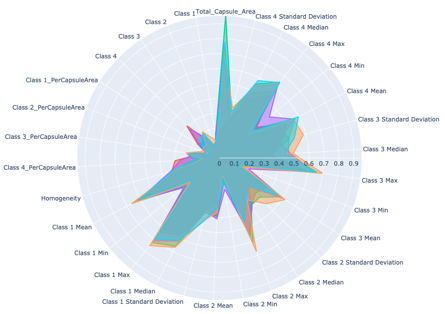 Total_Capsule_Area
Class 4 Standard Deviation
Class 4 Median
Class 4 Max
Class 4 Min
Class 4 Mean
Class 3 Standard Deviation
Class 3 Median
Class 3 Max
Class 3 Min
Class 3 Mean
Class 2 Standard Deviation
Class 2 Median
Class 2 Max
Class 2 Min
Class 2 Mean
Class 1 Standard Deviation
Class 1 Median
Class 1 Max
Class 1 Min
Class 1 Mean
Homogeneity
Class 4_PerCapsuleArea
Class 3_PerCapsuleArea
Class 2_PerCapsuleArea
Class 1_PerCapsuleArea
Class 4
Class 3
Class 2
Class 1
0 0.1 0.2 0.3 0.4 0.5 0.6 0.7 0.8 0.9